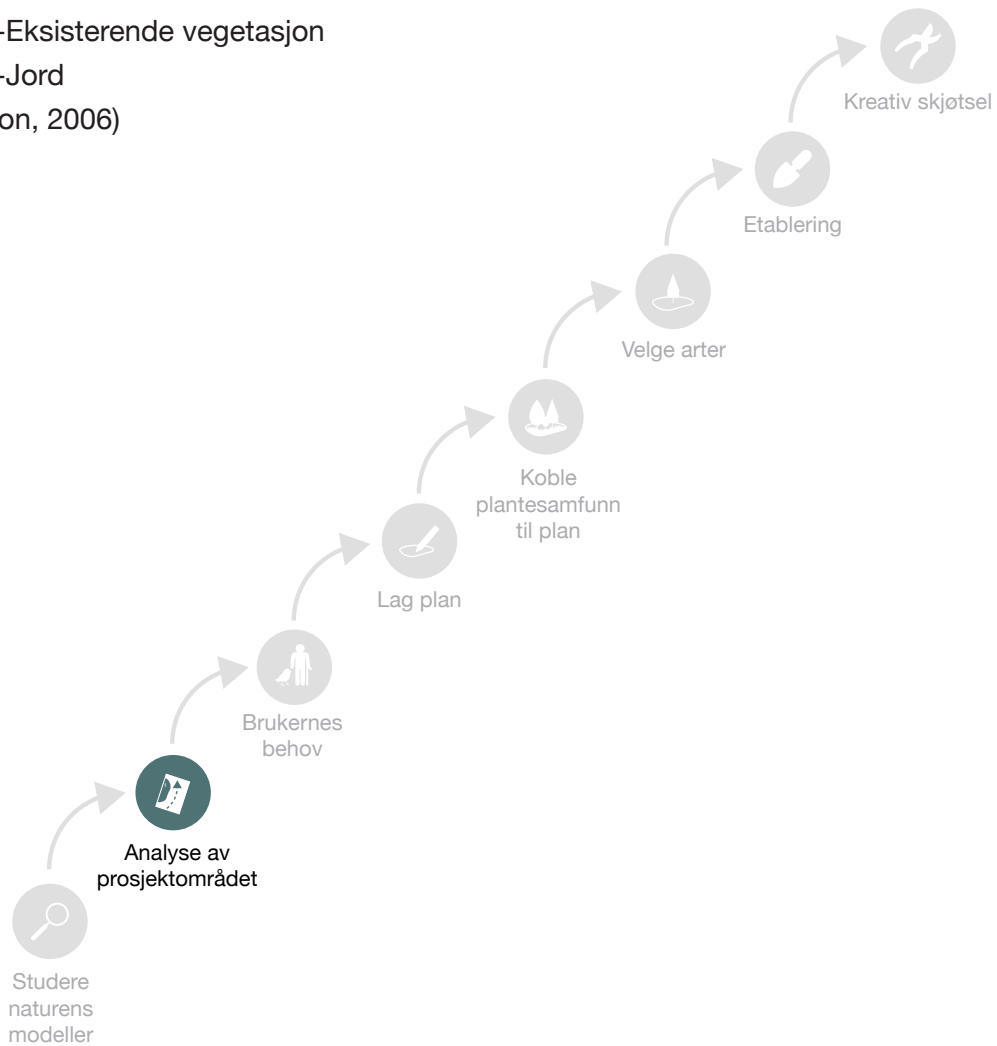 -Eksisterende vegetasjon
-Jord
on, 2006)
Kreativ skjøtsel
Etablering
Velge arter
Koble
plantesamfunn
til plan
Lag plan
Brukernes
behov
Analyse av
prosjektområdet
Studere
naturens
modeller